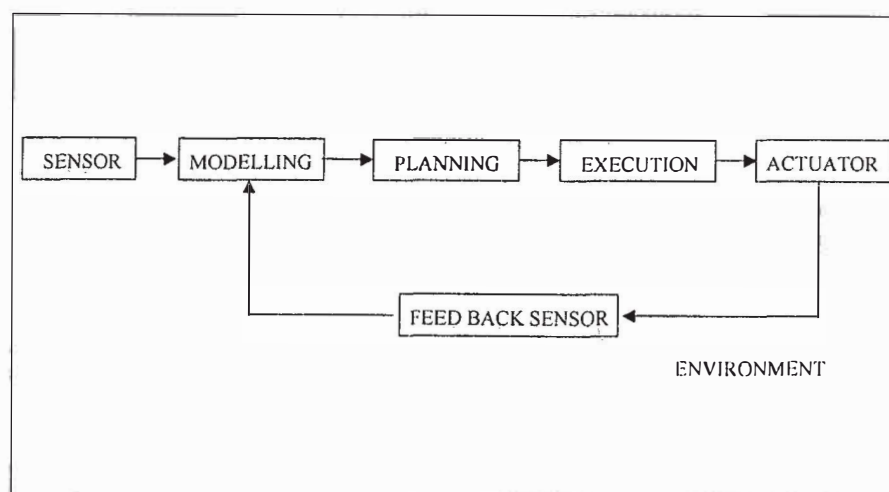 SENSOR
MODELLING
PLANNING
EXECUTION
ACTUATOR
FEED BACK SENSOR
ENVIRONMENT